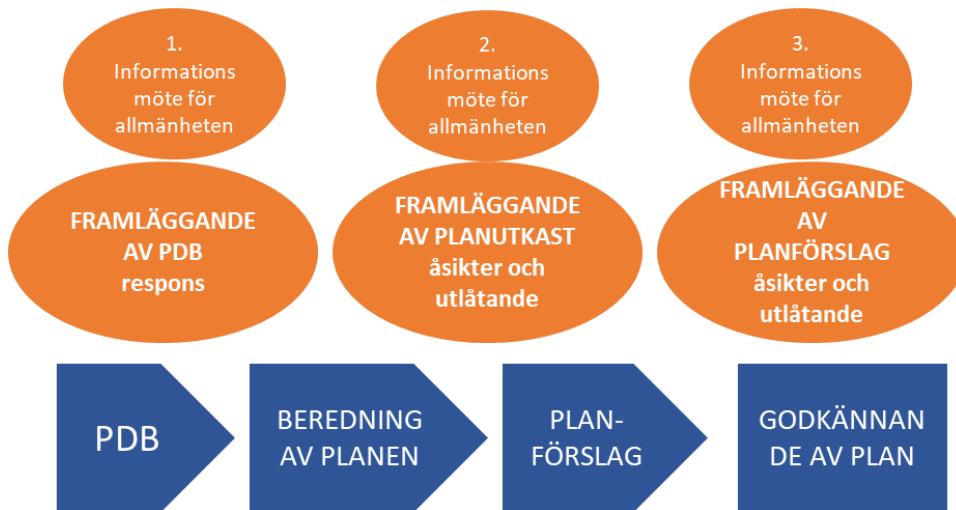 1.
Informations
möte för
allmänheten
2.
Informations
möte för
allmänheten
3.
Informations
möte för
allmänheten
FRAMLÄGGANDE
AV PDB
respons
FRAMLÄGGANDE
AV PLANUTKAST
åsikter och
utlåtande
FRAMLÄGGANDE
AV
PLANFÖRSLAG
åsikter och
utlåtande
PDB
BEREDNING
AV PLANEN
PLAN-
FÖRSLAG
GODKÄNNAN
DE AV PLAN